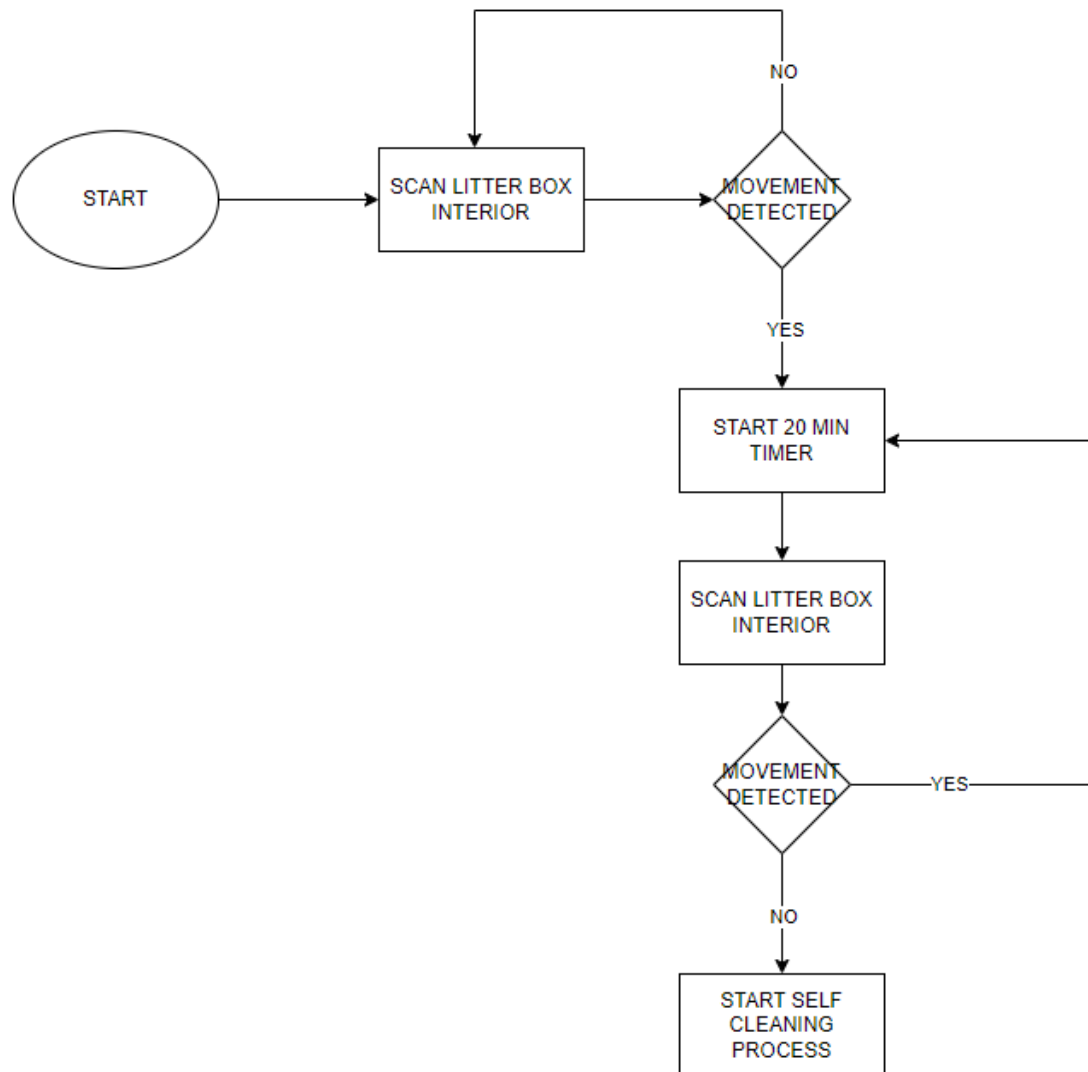 NO
START
SCAN LITTER BOX
INTERIOR
MOVEMENT
DETECTED
YES
START 20 MIN
TIMER
SCAN LITTER BOX
INTERIOR
MOVEMENT
DETECTED
YES
NO
START SELF
CLEANING
PROCESS